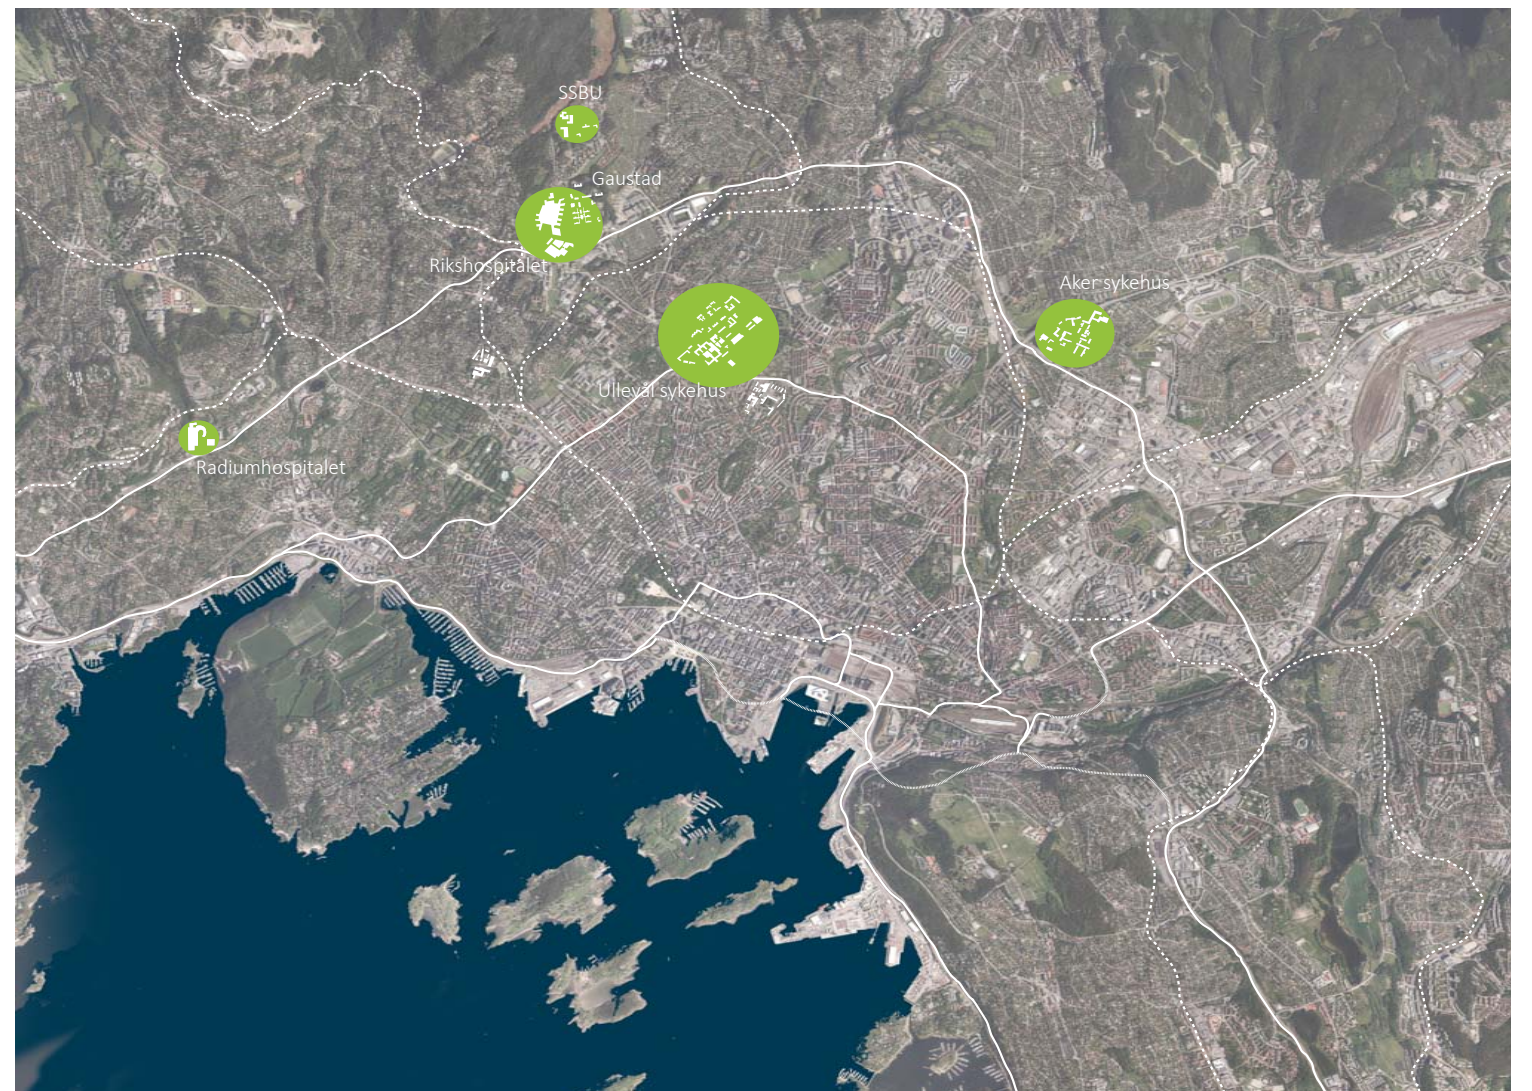 SSBU
Gaustad
Rikshospitalet
Aker sykehus
Ullevål sykehus
Radiumhospitalet